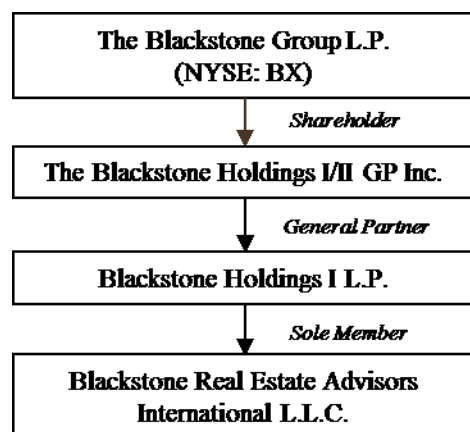 The Blackstone Group L.P.
(NYSE: BX)
Shareholder
The Blackstone Holdings I/II GP Inc.
General Partner
Blackstone Holdings I L.P.
Sole Member
Blackstone Real Estate Advisors
International L.L.C.